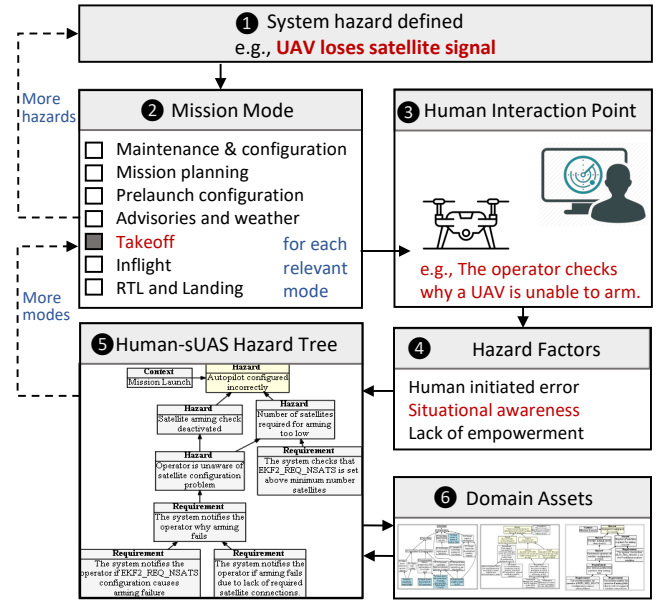 ❶ System hazard defined
e.g., UAV loses satellite signal
More
hazards
❷ Mission Mode
Maintenance & configuration
Mission planning
Prelaunch configuration
Advisories and weather
Takeoff
Inflight
RTL and Landing
for each
relevant
mode
❸ Human Interaction Point
e.g., The operator checks
why a UAV is unable to arm.
More
modes
❹ Hazard Factors
Human initiated error
Situational awareness
Lack of empowerment
❺ Human-sUAS Hazard Tree
Context
Mission Launch
Hazard
Autopilot configured
incorrectly
Hazard
Satellite arming check
deactivated
Hazard
Number of satellites
required for arming
too low
Hazard
Operator is unaware of
satellite configuration
problem
Requirement
The system checks that
EKF2_REQ_NSATS is set
above minimum number
satellites
Requirement
The system notifies the
operator why arming
fails
Requirement
The system notifies the
operator if EKF2_REQ_NSATS
configuration causes
arming failure
Requirement
The system notifies the
operator if arming fails
due to lack of required
satellite connections.
❻ Domain Assets